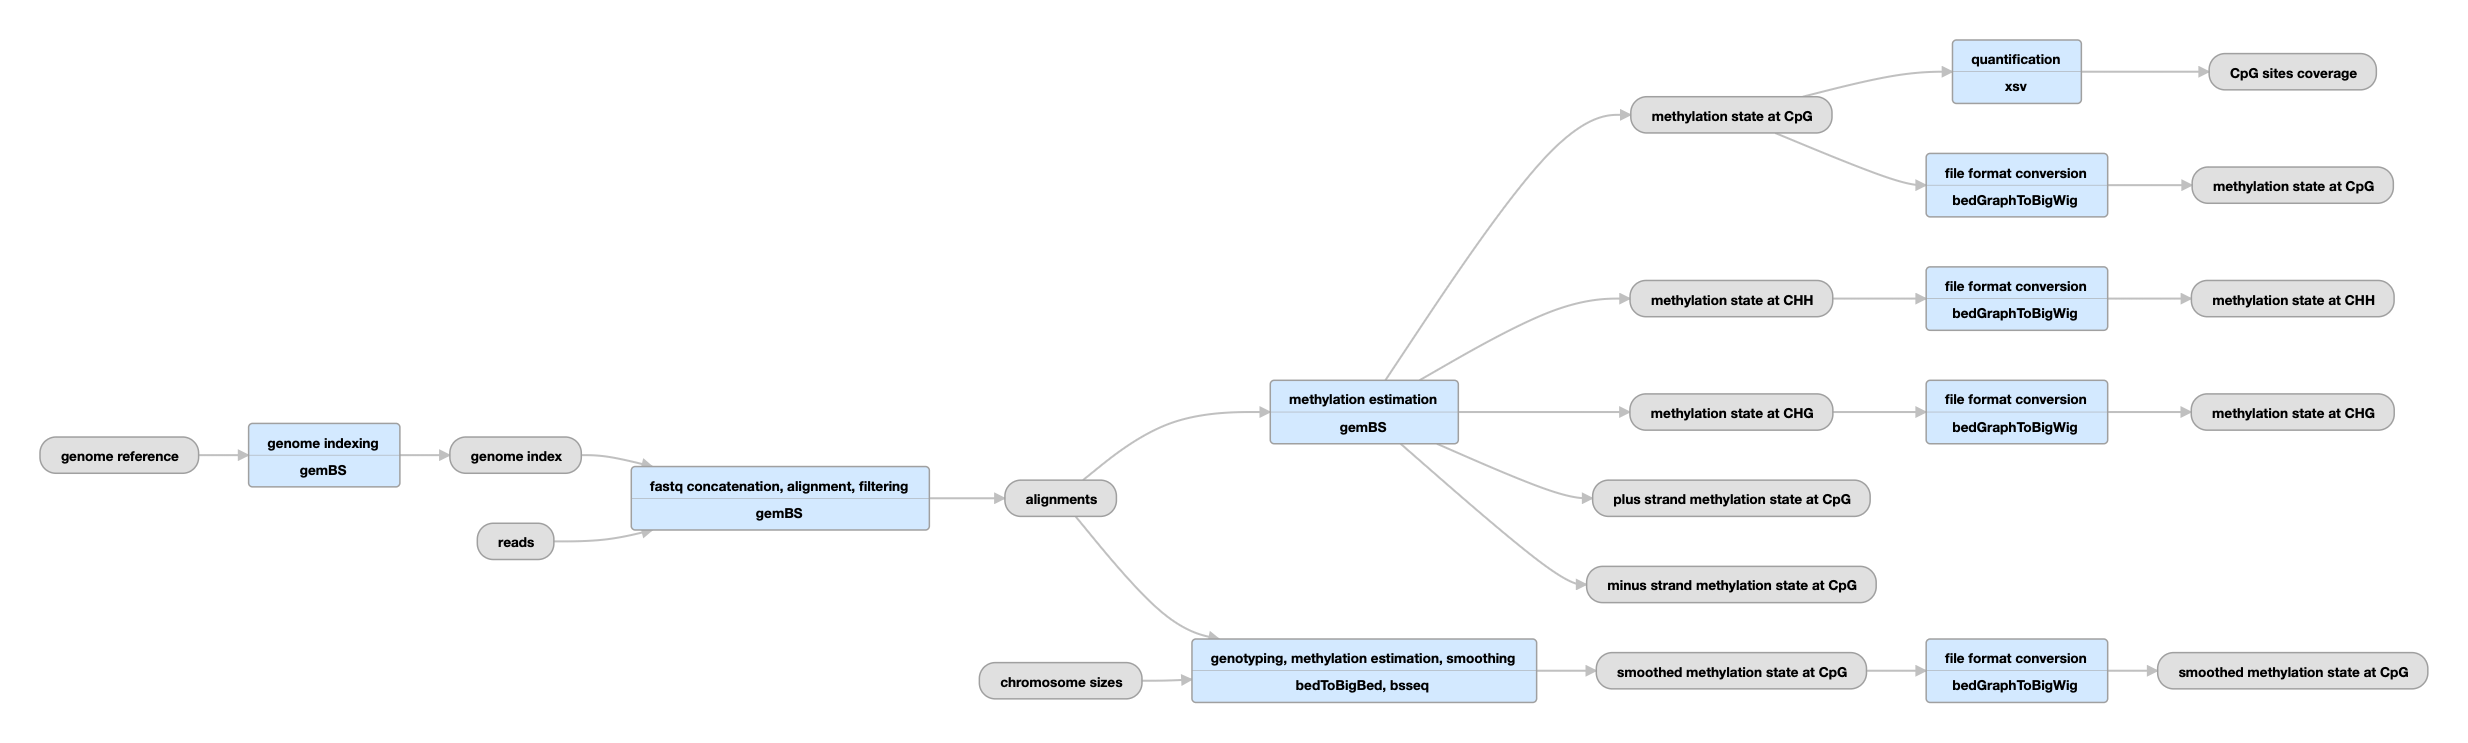 genome reference
genome indexing
gemBS
genome index
reads
fastq concatenation, alignment, filtering
gemBS
alignments
chromosome sizes
methylation estimation
gemBS
genotyping, methylation estimation, smoothing
bedToBigBed, bsseq
methylation state at CpG
methylation state at CHH
methylation state at CHG
plus strand methylation state at CpG
minus strand methylation state at CpG
smoothed methylation state at CpG
quantification
xsv
file format conversion
bedGraphToBigWig
file format conversion
bedGraphToBigWig
file format conversion
bedGraphToBigWig
file format conversion
bedGraphToBigWig
CpG sites coverage
methylation state at CpG
methylation state at CHH
methylation state at CHG
smoothed methylation state at CpG